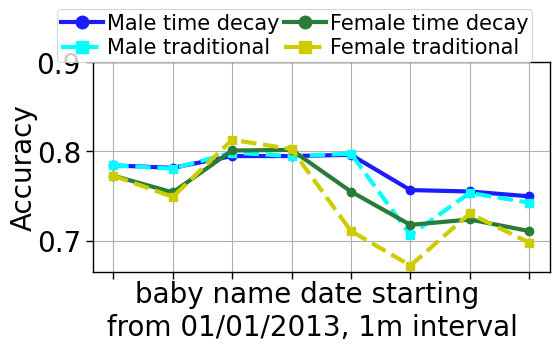 Male time decay
Female time decay
Male traditional
Female traditional
0.9
0.8
0.7
Accuracy
baby name date starting
from 01/01/2013, 1m interval